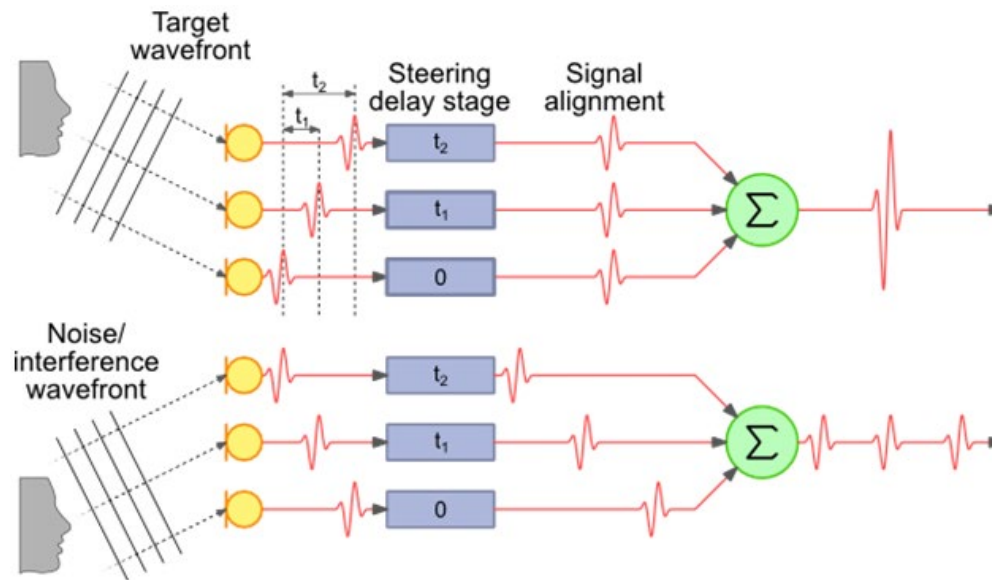 Target
wavefront
Steering
delay stage
Signal
alignment
t₂
t₁
t₂
t₁
0
Σ
Noise/
interference
wavefront
t₂
t₁
0
Σ